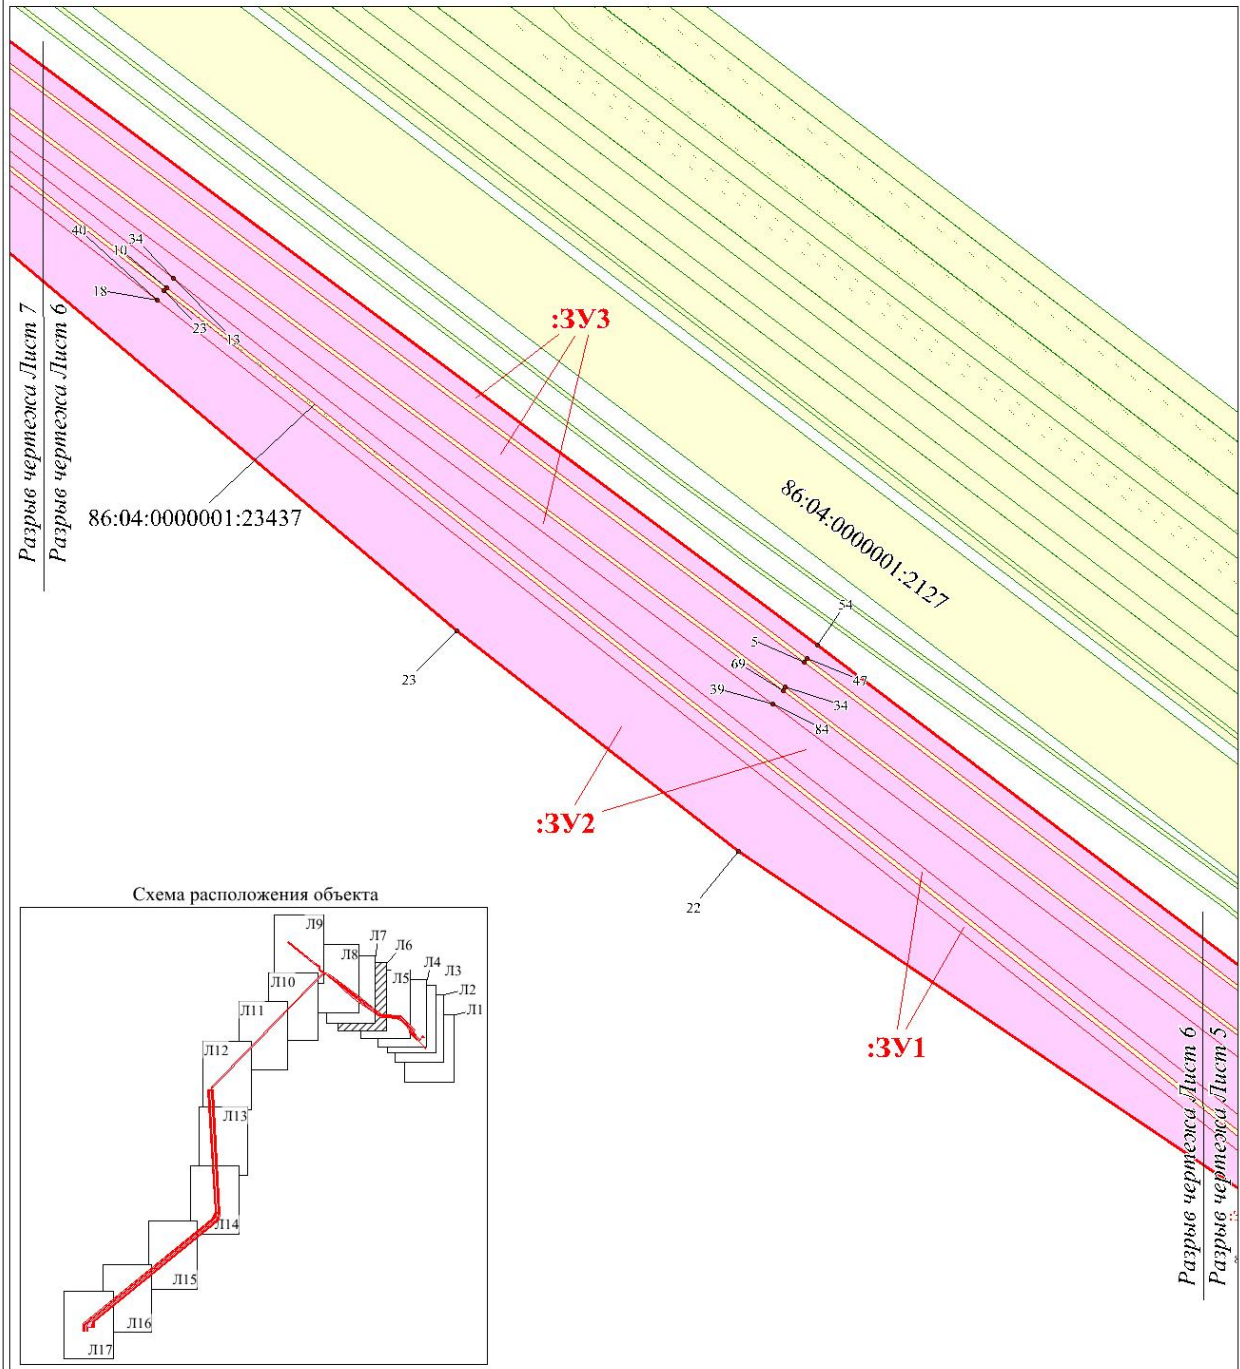 40
34
10
18
23
13
:ЗУ3
Разрыв чертежа Лист 7
Разрыв чертежа Лист 6
86:04:0000001:23437
86:04:0000001:2127
54
5
47
69
34
39
84
23
:ЗУ2
22
:ЗУ1
Схема расположения объекта
Л9
Л7
Л8
Л6
Л4
Л5
Л3
Л2
Л1
Л10
Л11
Л12
Л13
Л14
Л15
Л16
Л17
Разрыв чертежа Лист 6
Разрыв чертежа Лист 5